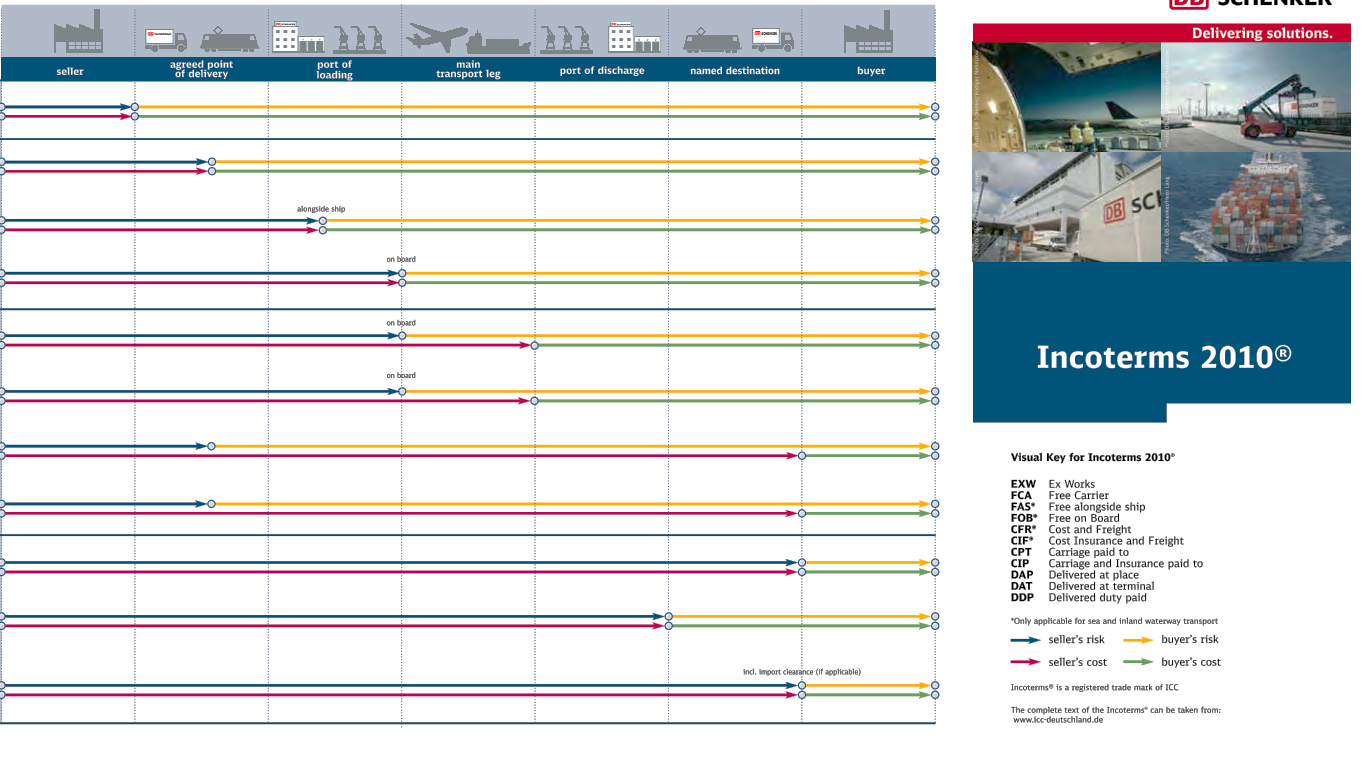 seller
agreed point
of delivery
port of
loading
main
transport leg
port of discharge
named destination
buyer
alongside ship
on board
on board
on board
incl. import clearance (if applicable)
DB SCHENKER
Delivering solutions.
Incoterms 2010®
Visual Key for Incoterms 2010®
EXW Ex Works
FCA Free Carrier
FAS* Free alongside ship
FOB* Free on Board
CFR* Cost and Freight
CIF* Cost Insurance and Freight
CPT Carriage paid to
CIP Carriage and Insurance paid to
DAP Delivered at place
DAT Delivered at terminal
DDP Delivered duty paid
*Only applicable for sea and inland waterway transport
seller's risk buyer's risk
seller's cost buyer's cost
Incoterms® is a registered trade mark of ICC
The complete text of the Incoterms® can be taken from:
www.icc-deutschland.de